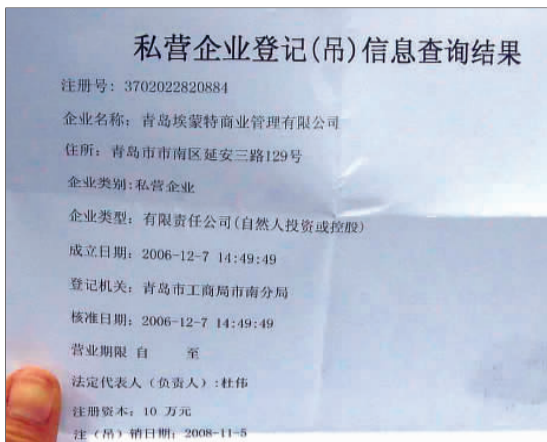 私营企业登记(吊)信息查询结果
注册号: 3702022820884
企业名称: 青岛埃蒙特商业管理有限公司
住所: 青岛市市南区延安三路129号
企业类别:私营企业
企业类型: 有限责任公司(自然人投资或控股)
成立日期: 2006-12-7 14:49:49
登记机关: 青岛市工商局市南分局
核准日期: 2006-12-7 14:49:49
营业期限 自 至
法定代表人(负责人):杜伟
注册资本: 10 万元
注(吊)销日期: 2008-11-5